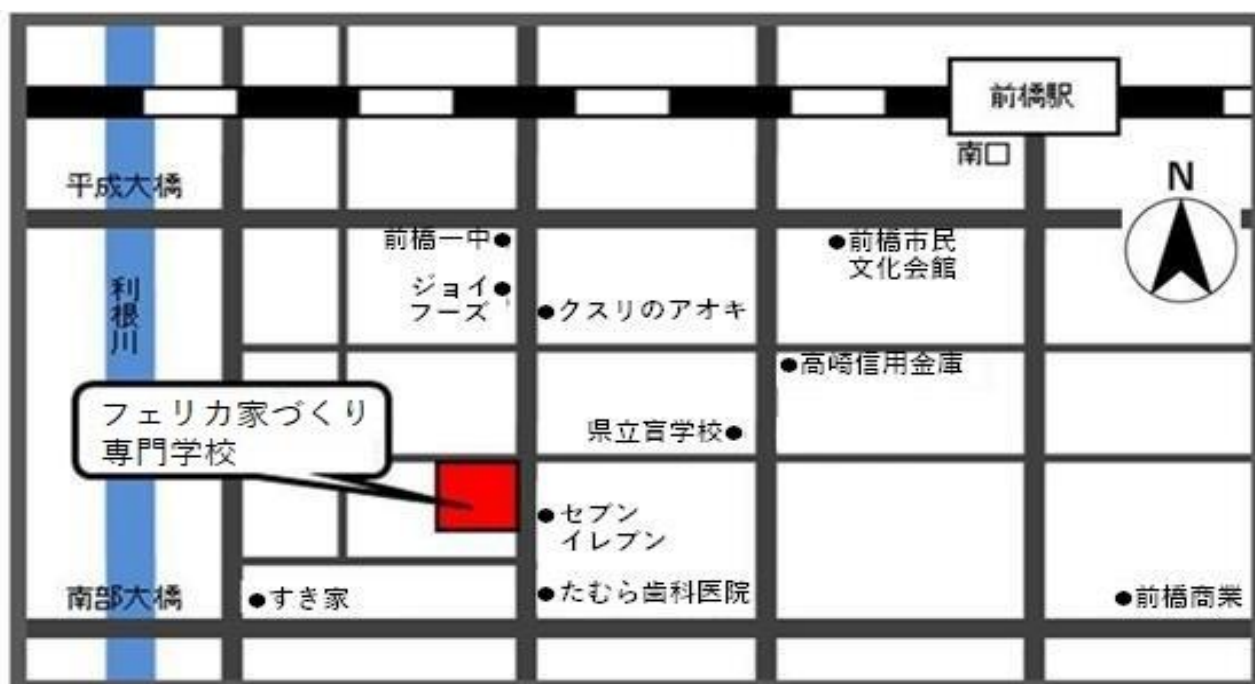 前橋駅
南口
N
平成大橋
前橋一中
前橋市民
文化会館
利根川
ジョイ
フーズ
クスリのアオキ
高崎信用金庫
フェリカ家づくり
専門学校
県立盲学校
セブン
イレブン
南部大橋
すき家
たむら歯科医院
前橋商業